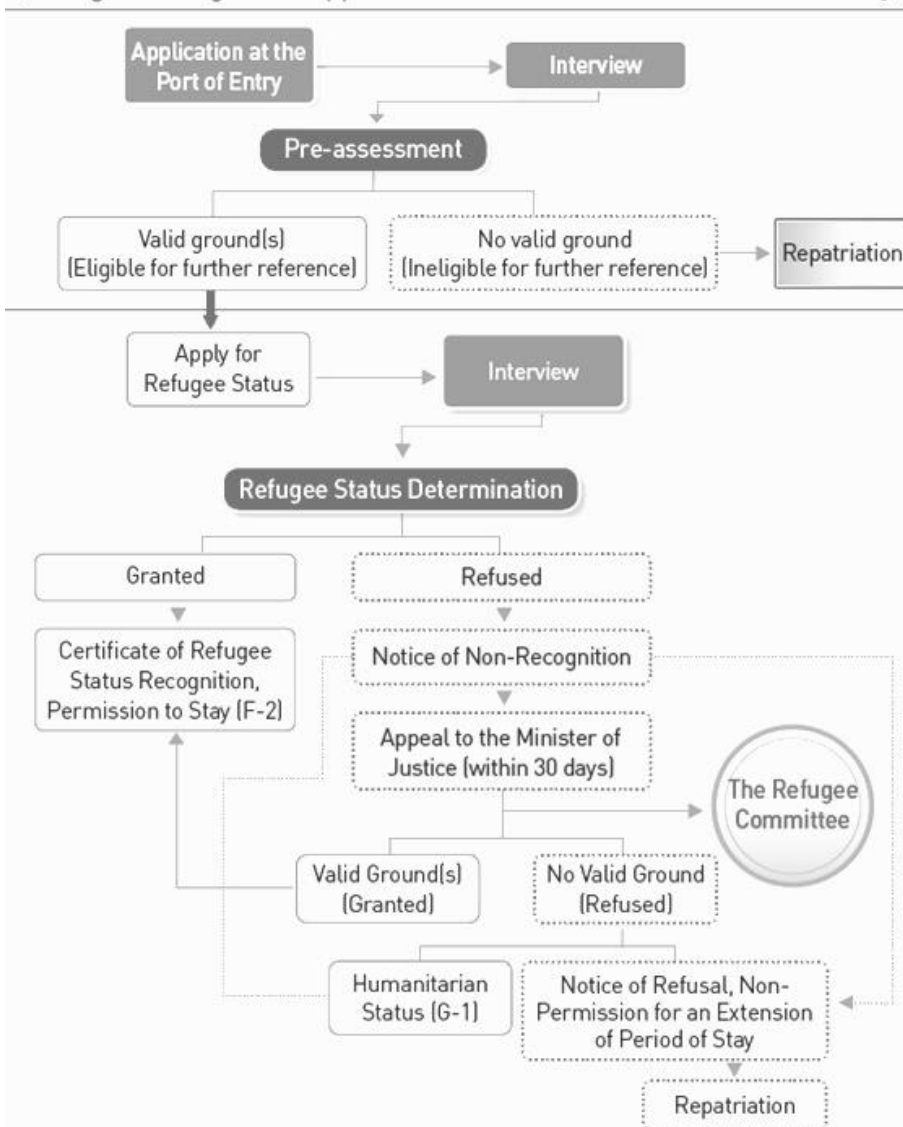 Application at the
Port of Entry
Interview
Pre-assessment
Valid ground(s)
(Eligible for further reference)
No valid ground
(Ineligible for further reference)
Repatriation
Apply for
Refugee Status
Interview
Refugee Status Determination
Granted
Refused
Certificate of Refugee
Status Recognition,
Permission to Stay (F-2)
Notice of Non-Recognition
Appeal to the Minister of
Justice (within 30 days)
The Refugee
Committee
Valid Ground(s)
(Granted)
No Valid Ground
(Refused)
Humanitarian
Status (G-1)
Notice of Refusal, Non-
Permission for an Extension
of Period of Stay
Repatriation